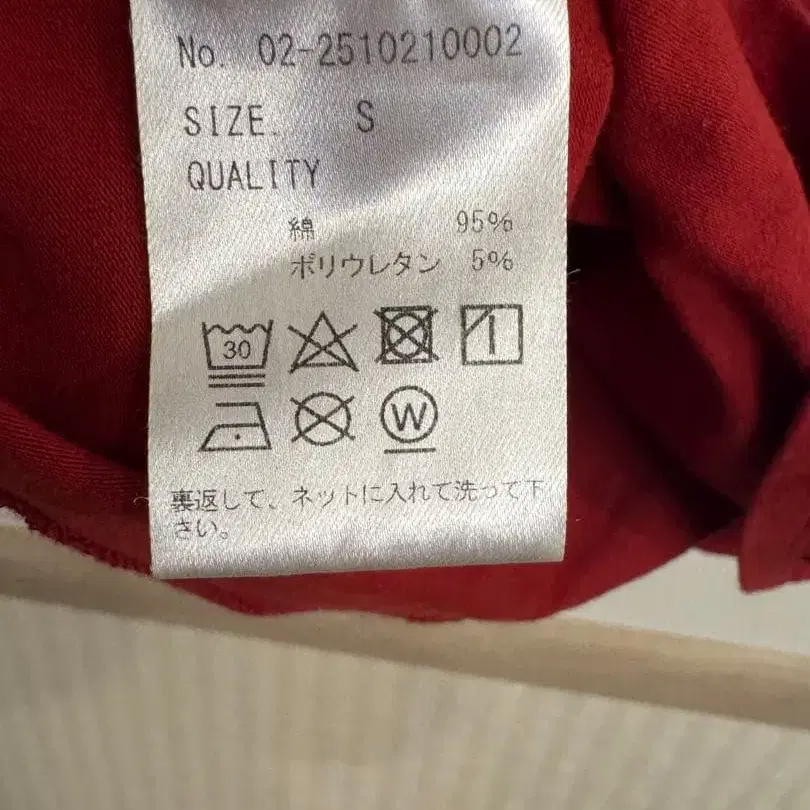 No. 02-2510210002
SIZE. S
QUALITY
綿 95%
ポリウレタン 5%
30
W
裏返して、ネットに入れて洗って下
さい。